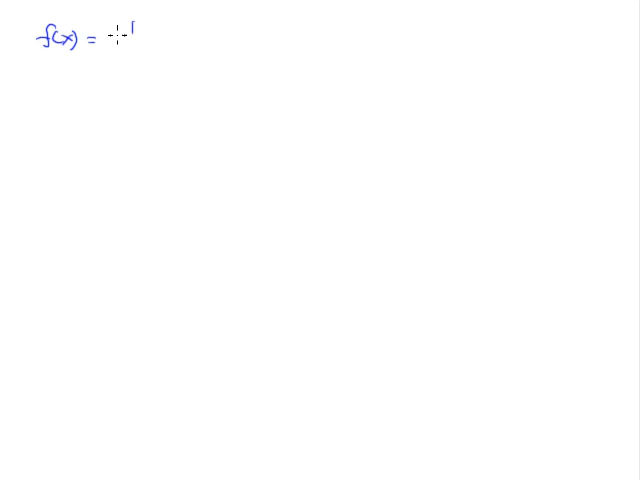 f(x) =